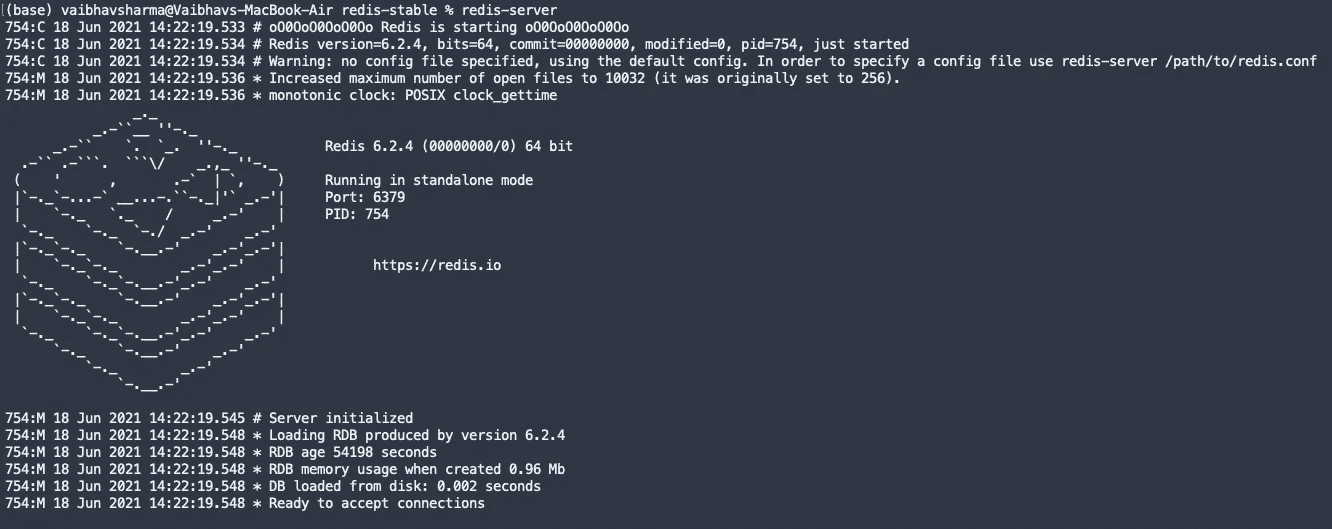 (base) vaibhavsharma@Vaibhavs-MacBook-Air redis-stable % redis-server
754:C 18 Jun 2021 14:22:19.533 # oO0OoO0OoO0Oo Redis is starting oO0OoO0OoO0Oo
754:C 18 Jun 2021 14:22:19.534 # Redis version=6.2.4, bits=64, commit=00000000, modified=0, pid=754, just started
754:C 18 Jun 2021 14:22:19.534 # Warning: no config file specified, using the default config. In order to specify a config file use redis-server /path/to/redis.conf
754:M 18 Jun 2021 14:22:19.536 * Increased maximum number of open files to 10032 (it was originally set to 256).
754:M 18 Jun 2021 14:22:19.536 * monotonic clock: POSIX clock_gettime
Redis 6.2.4 (00000000/0) 64 bit
Running in standalone mode
Port: 6379
PID: 754
https://redis.io
754:M 18 Jun 2021 14:22:19.545 # Server initialized
754:M 18 Jun 2021 14:22:19.548 * Loading RDB produced by version 6.2.4
754:M 18 Jun 2021 14:22:19.548 * RDB age 54198 seconds
754:M 18 Jun 2021 14:22:19.548 * RDB memory usage when created 0.96 Mb
754:M 18 Jun 2021 14:22:19.548 * DB loaded from disk: 0.002 seconds
754:M 18 Jun 2021 14:22:19.548 * Ready to accept connections